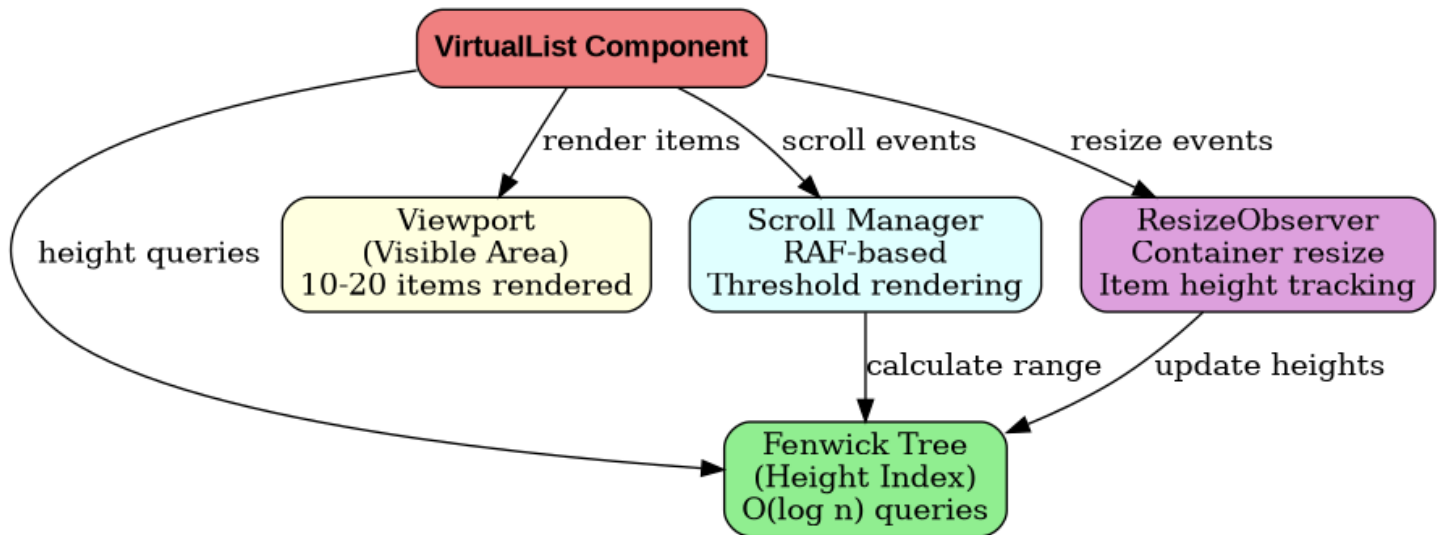 VirtualList Component
render items
scroll events
resize events
height queries
Viewport
(Visible Area)
10-20 items rendered
Scroll Manager
RAF-based
Threshold rendering
ResizeObserver
Container resize
Item height tracking
calculate range
update heights
Fenwick Tree
(Height Index)
O(log n) queries